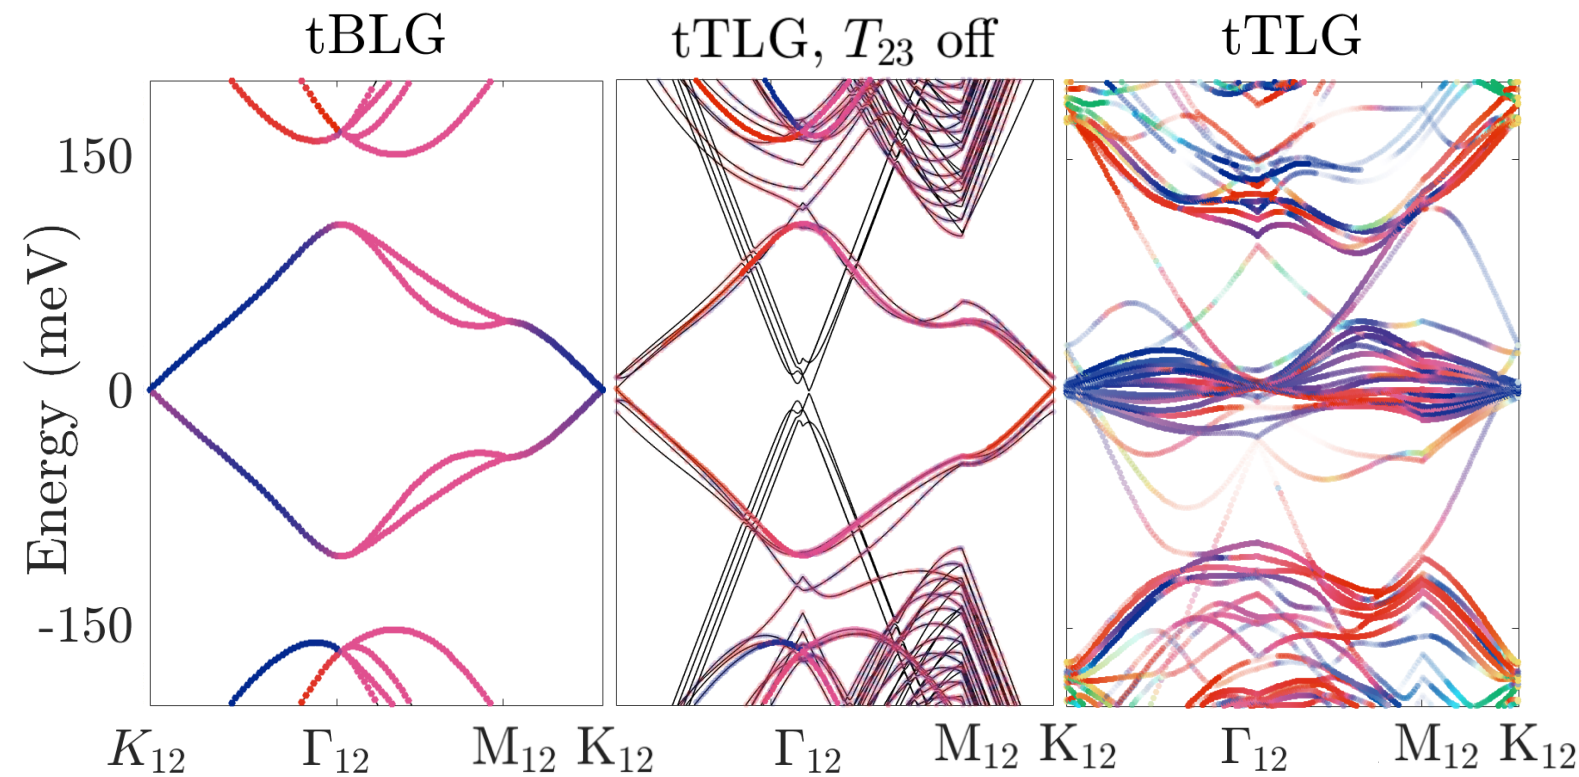 tBLG
tTLG, T₂₃ off
tTLG
Energy (meV)
150
0
-150
K₁₂ Γ₁₂ M₁₂ K₁₂
Γ₁₂ M₁₂ K₁₂
Γ₁₂ M₁₂ K₁₂